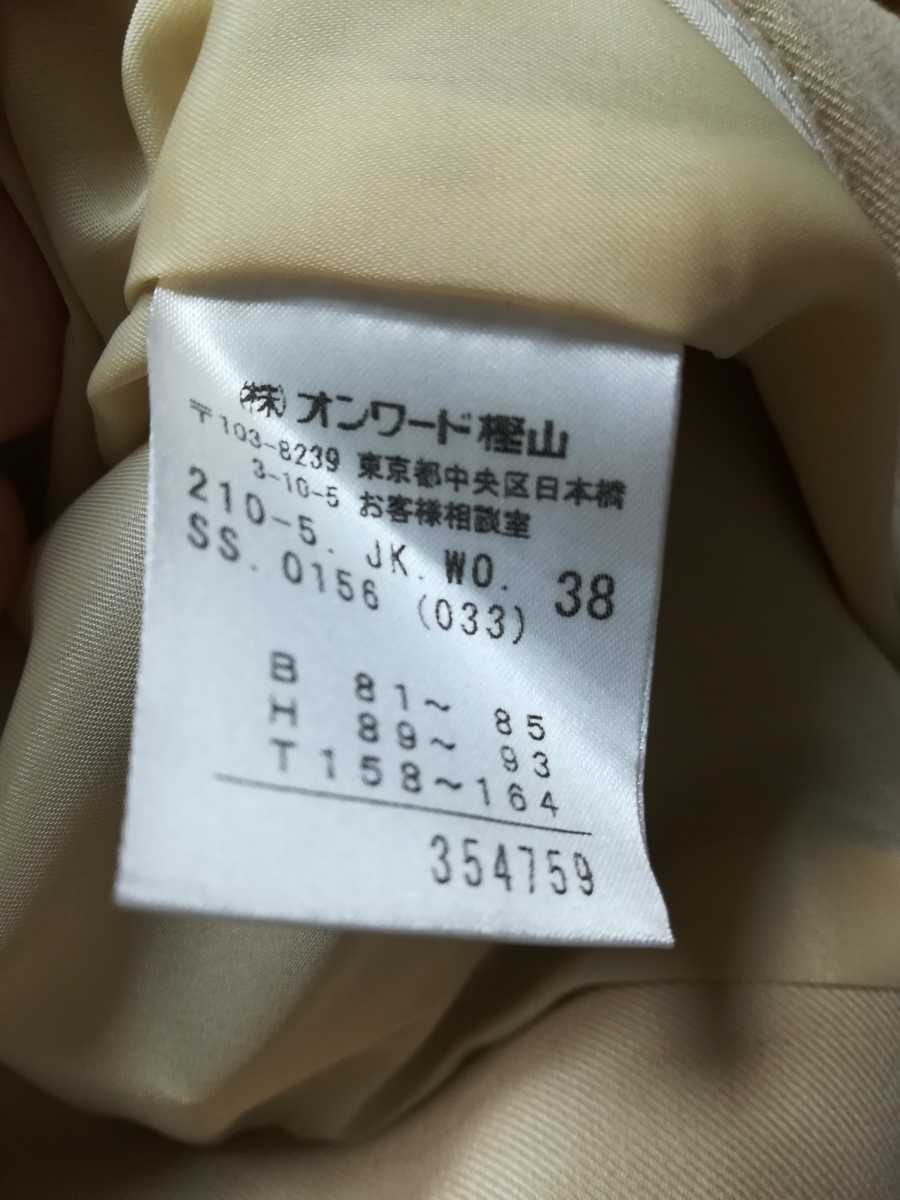 ㈱オンワード樫山
〒103-8239 東京都中央区日本橋
3-10-5 お客様相談室
210-5. JK. WO. 38
SS. 0156 (033)
B 81~ 85
H 89~ 93
T 158~164
354759